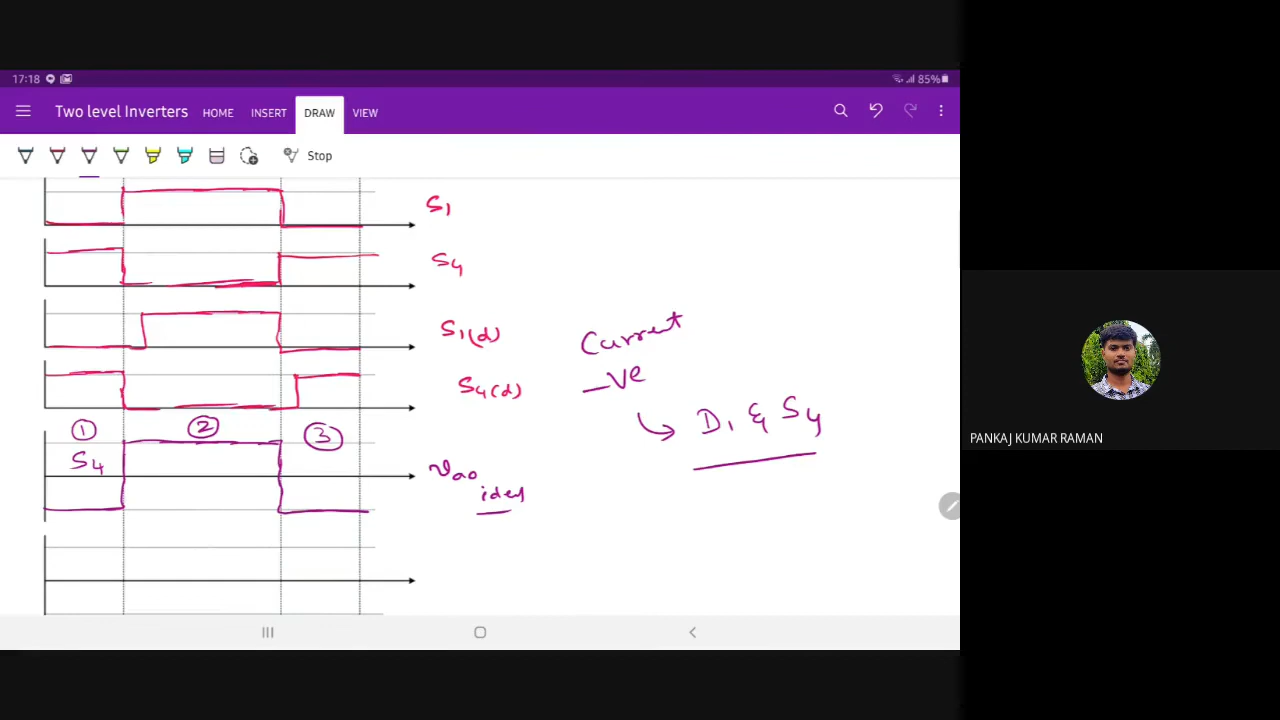 17:18
85%
Two level Inverters HOME INSERT DRAW VIEW
Stop
S1
S4
S1(d)
S4(d)
Current
-ve
↳ D1 & S4
① ② ③
S4
Vao
PANKAJ KUMAR RAMAN